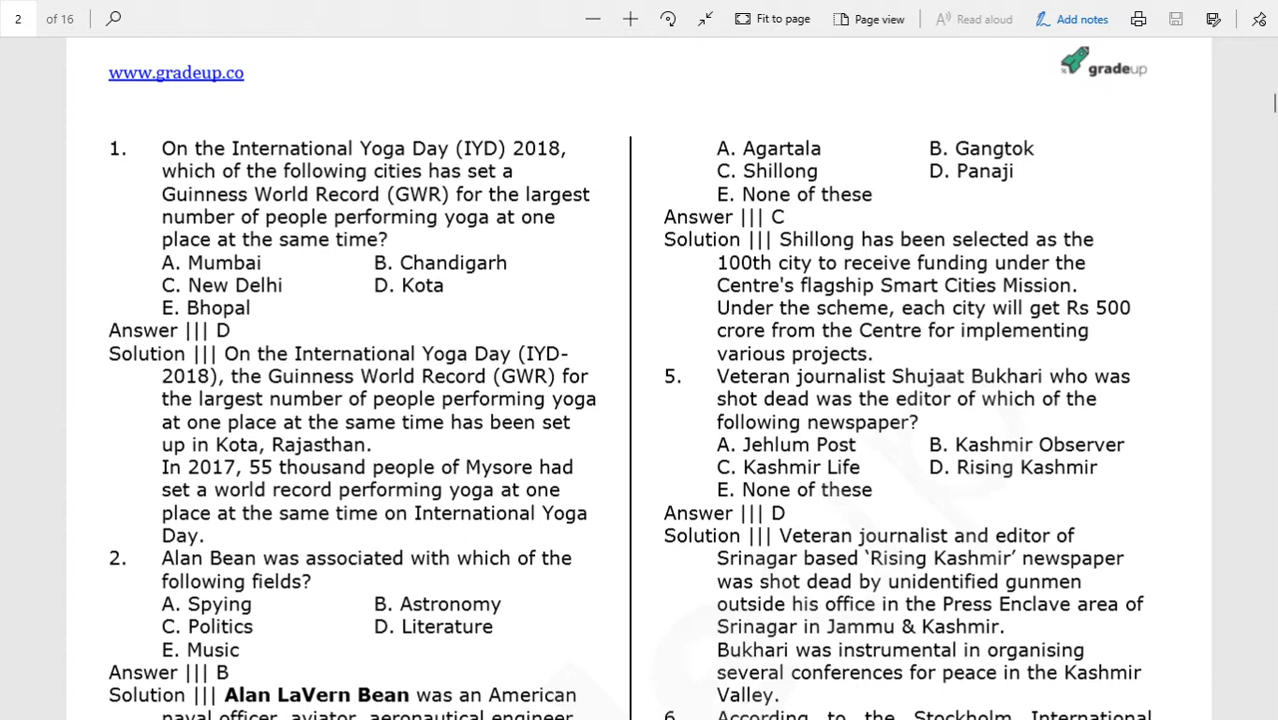 2 of 16 Fit to page Page view Read aloud Add notes
www.gradeup.co
gradeup
1. On the International Yoga Day (IYD) 2018,
which of the following cities has set a
Guinness World Record (GWR) for the largest
number of people performing yoga at one
place at the same time?
A. Mumbai B. Chandigarh
C. New Delhi D. Kota
E. Bhopal
Answer ||| D
Solution ||| On the International Yoga Day (IYD-
2018), the Guinness World Record (GWR) for
the largest number of people performing yoga
at one place at the same time has been set
up in Kota, Rajasthan.
In 2017, 55 thousand people of Mysore had
set a world record performing yoga at one
place at the same time on International Yoga
Day.
2. Alan Bean was associated with which of the
following fields?
A. Spying B. Astronomy
C. Politics D. Literature
E. Music
Answer ||| B
Solution ||| Alan LaVern Bean was an American
naval officer, aviator, aeronautical engineer
A. Agartala B. Gangtok
C. Shillong D. Panaji
E. None of these
Answer ||| C
Solution ||| Shillong has been selected as the
100th city to receive funding under the
Centre's flagship Smart Cities Mission.
Under the scheme, each city will get Rs 500
crore from the Centre for implementing
various projects.
5. Veteran journalist Shujaat Bukhari who was
shot dead was the editor of which of the
following newspaper?
A. Jehlum Post B. Kashmir Observer
C. Kashmir Life D. Rising Kashmir
E. None of these
Answer ||| D
Solution ||| Veteran journalist and editor of
Srinagar based ‘Rising Kashmir’ newspaper
was shot dead by unidentified gunmen
outside his office in the Press Enclave area of
Srinagar in Jammu & Kashmir.
Bukhari was instrumental in organising
several conferences for peace in the Kashmir
Valley.
6. According to the Stockholm International